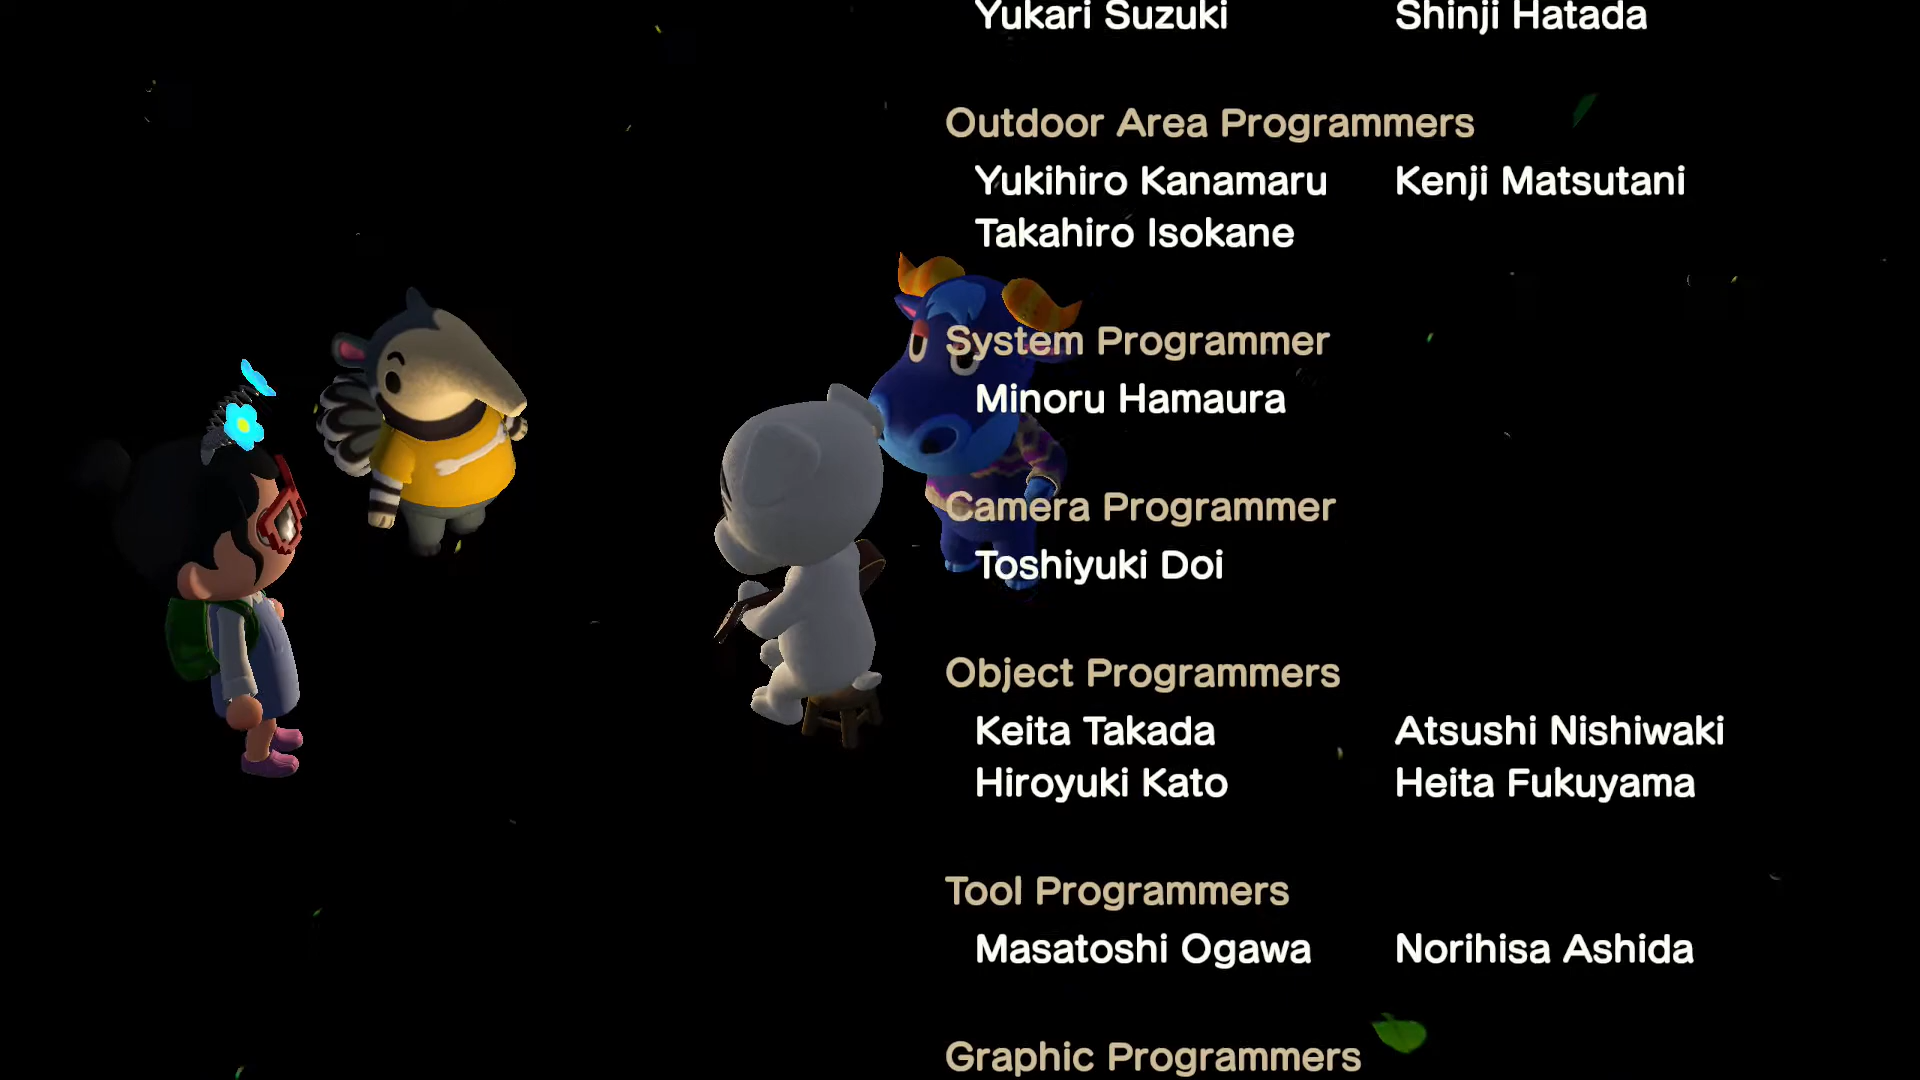 Yukari Suzuki Shinji Hatada
Outdoor Area Programmers
Yukihiro Kanamaru Kenji Matsutani
Takahiro Isokane
System Programmer
Minoru Hamaura
Camera Programmer
Toshiyuki Doi
Object Programmers
Keita Takada Atsushi Nishiwaki
Hiroyuki Kato Heita Fukuyama
Tool Programmers
Masatoshi Ogawa Norihisa Ashida
Graphic Programmers